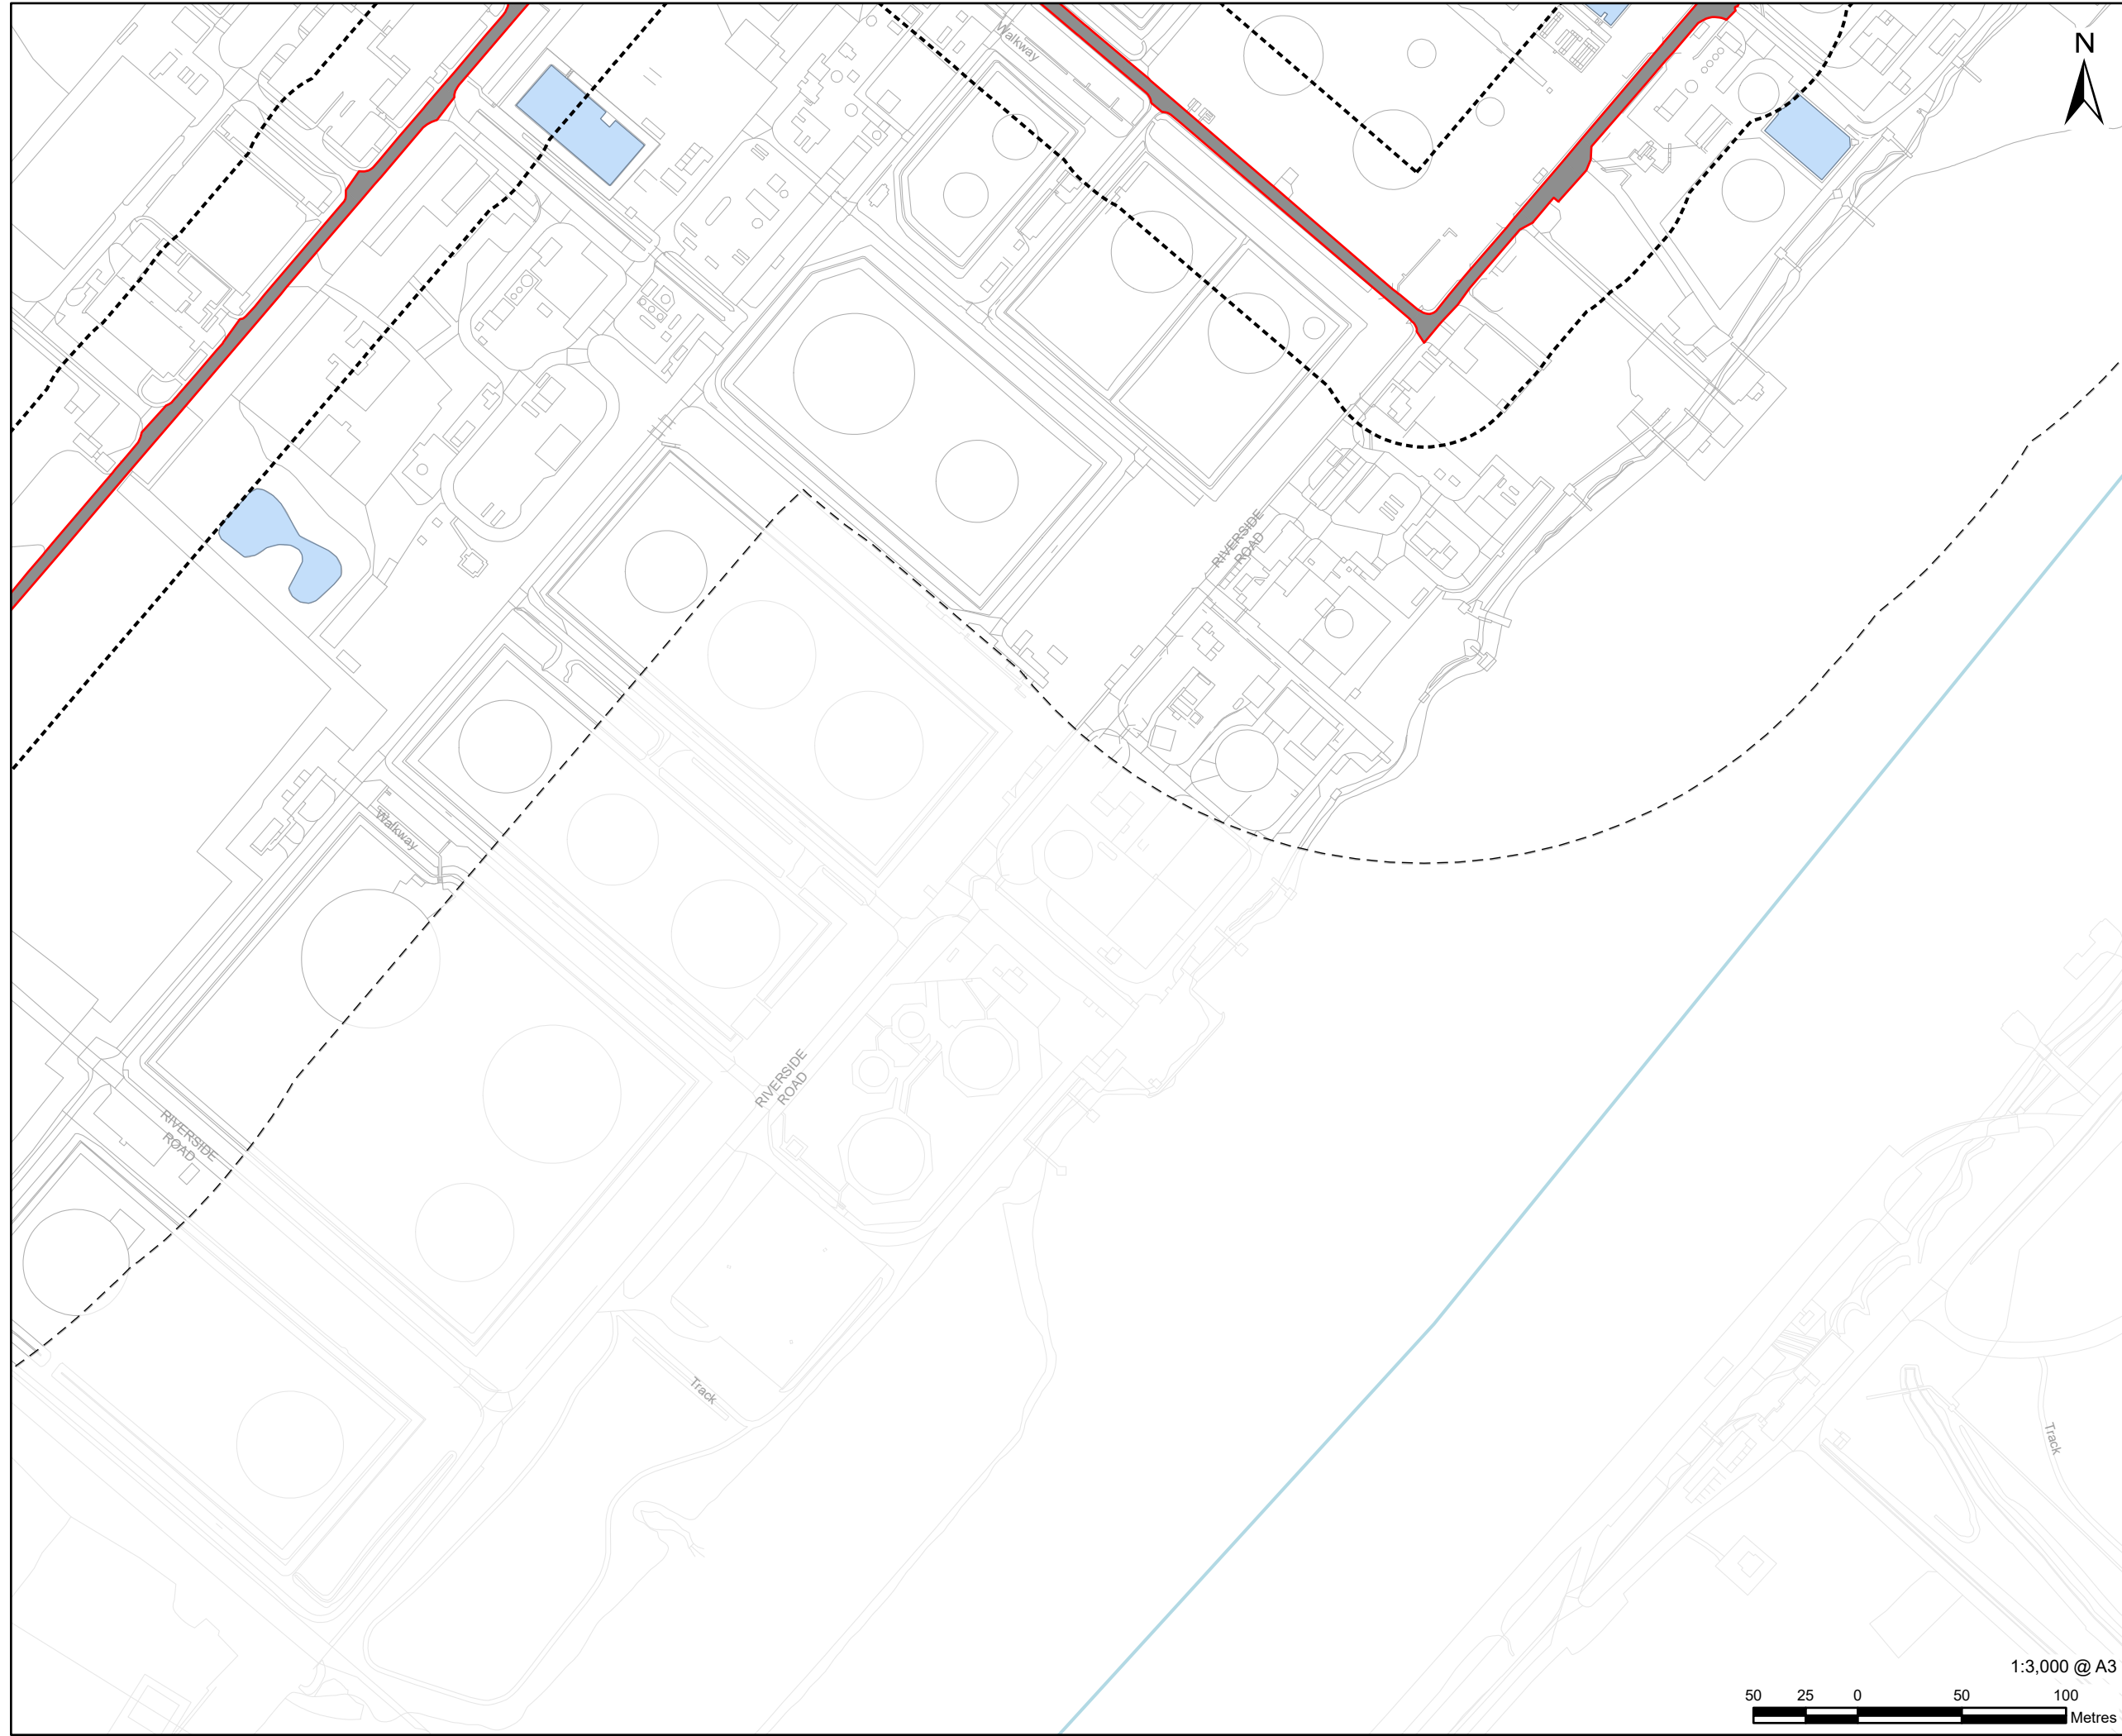 Walkway
N
RIVERSIDE
ROAD
Walkway
RIVERSIDE
ROAD
RIVERSIDE
ROAD
Track
Track
1:3,000 @ A3
50 25 0 50 100
Metres